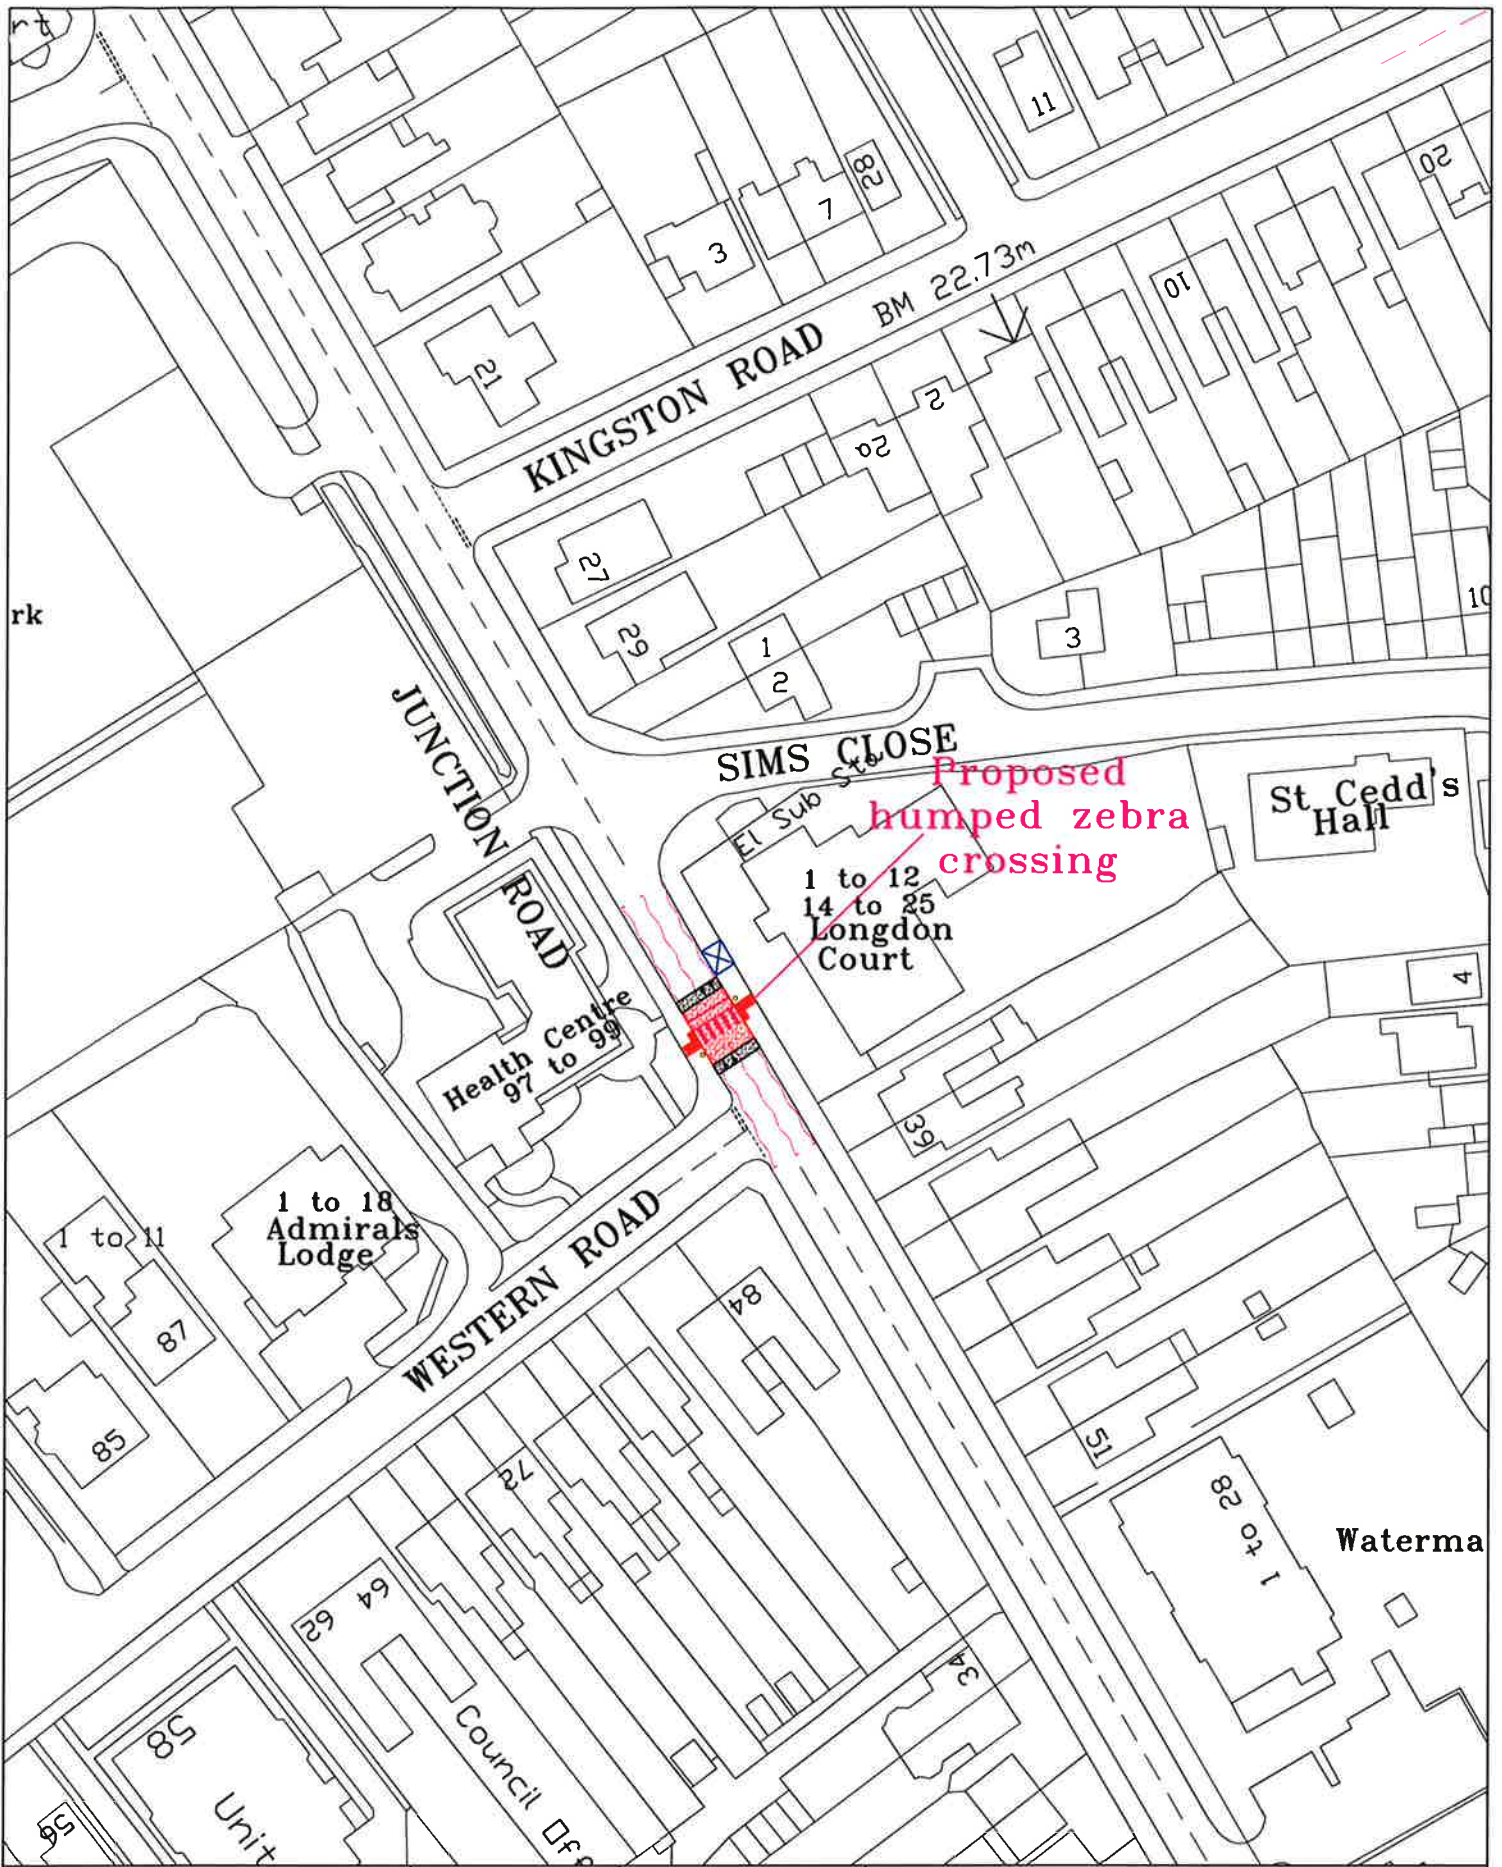 rt
11
20
28
7
3
10
BM 22.73m
21
KINGSTON ROAD
2
2a
27
29
1
2
3
10
rk
JUNCTION ROAD
SIMS CLOSE
El Sub Sta
Proposed
humped zebra
crossing
St Cedd's
Hall
1 to 12
14 to 25
Longdon
Court
4
Health Centre
97 to 99
39
1 to 18
Admirals
Lodge
1 to 11
87
85
WESTERN ROAD
84
72
51
1 to 28
Waterma
64
62
34
58
Unit
Council Off
56